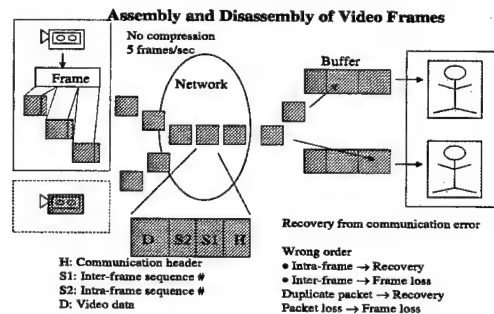 Assembly and Disassembly of Video Frames
No compression
5 frames/sec
Frame
Network
Buffer
D S2 S1 H
H: Communication header
S1: Inter-frame sequence #
S2: Intra-frame sequence #
D: Video data
Recovery from communication error
Wrong order
● Intra-frame → Recovery
● Inter-frame → Frame loss
Duplicate packet → Recovery
Packet loss → Frame loss